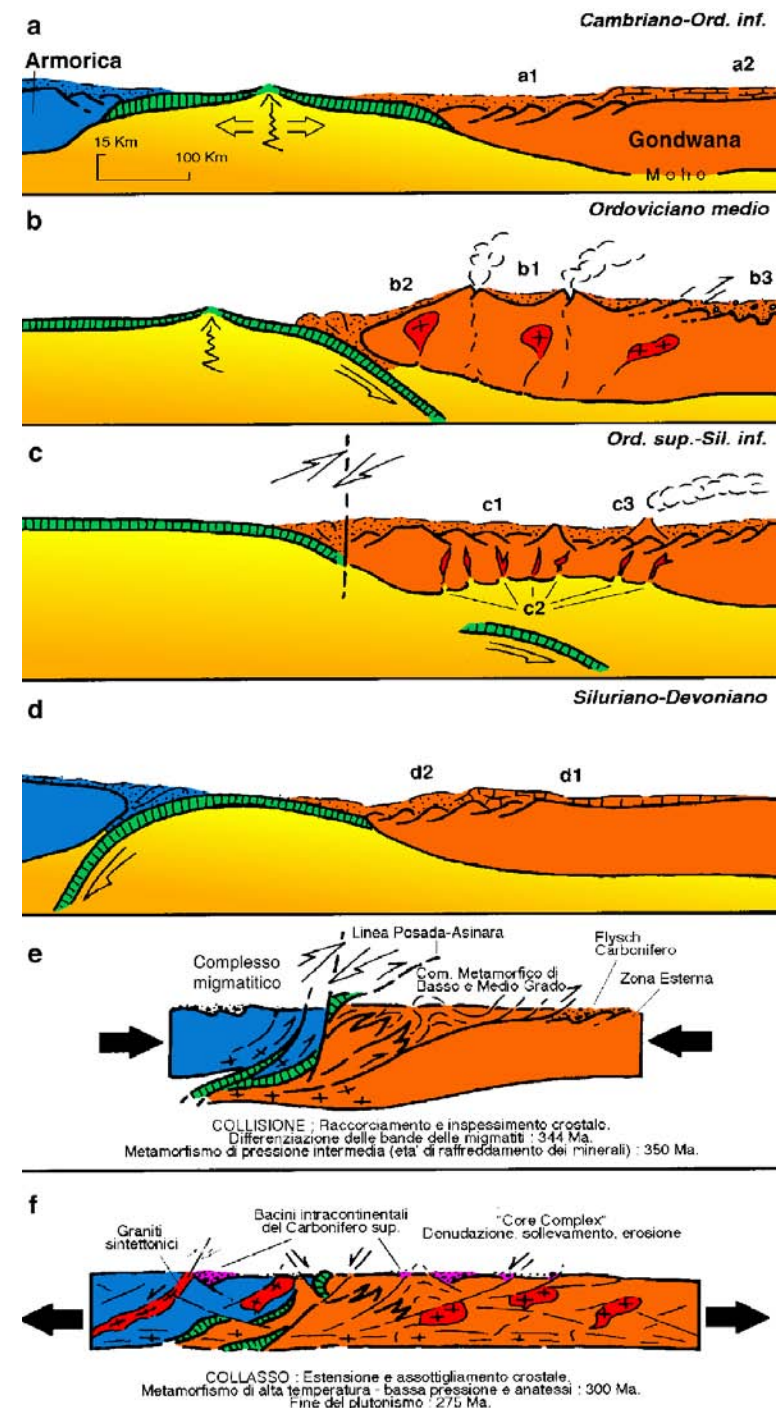 a
Cambriano-Ord. inf.
Armorica
a1
a2
15 Km
100 Km
Gondwana
Moho
b
Ordoviciano medio
b2
b1
b3
c
Ord. sup.-Sil. inf.
c1
c3
c2
d
Siluriano-Devoniano
d2
d1
e
Linea Posada-Asinara
Flysch
Carbonifero
Complesso
migmatitico
Com. Metamorfico di
Basso e Medio Grado
Zona Esterna
COLLISIONE : Raccorciamento e inspessimento crostale.
Differenziazione delle bande delle migmatiti : 344 Ma.
Metamorfismo di pressione intermedia (eta' di raffreddamento dei minerali) : 350 Ma.
f
Graniti
sintettonici
Bacini intracontinentali
del Carbonifero sup.
"Core Complex"
Denudazione, sollevamento, erosione
COLLASSO : Estensione e assottigliamento crostale.
Metamorfismo di alta temperatura - bassa pressione e anatessi : 300 Ma.
Fine del plutonismo : 275 Ma.